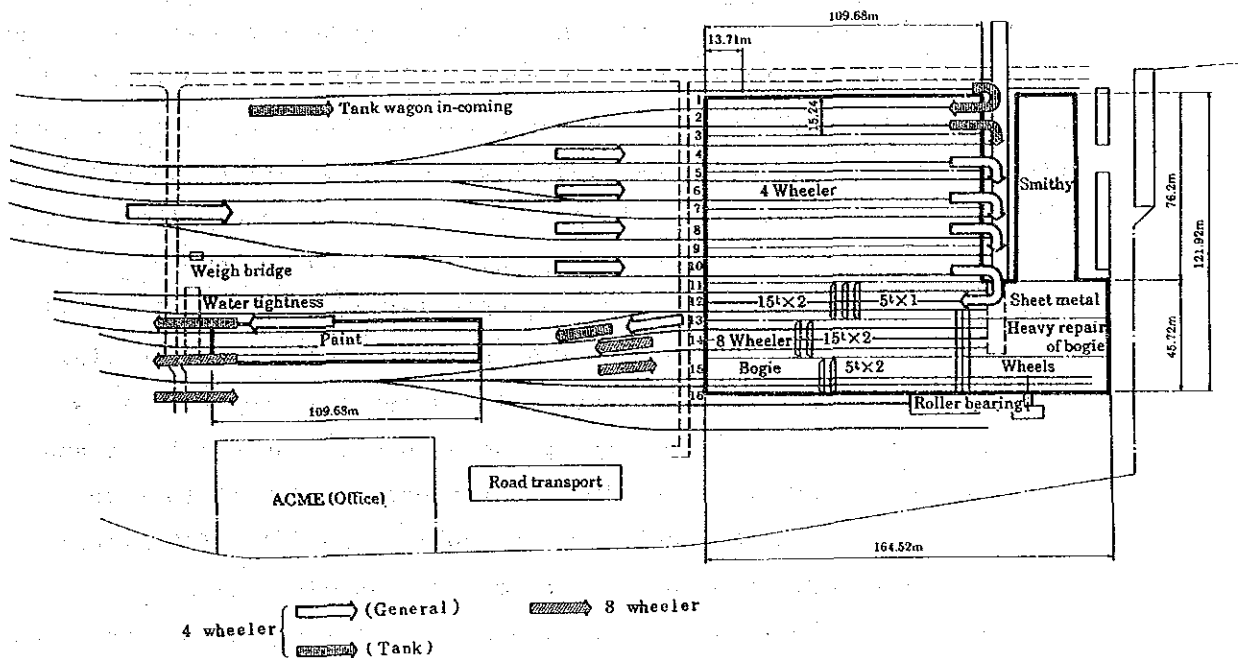 109.68m
13.71m
Tank wagon in-coming
1
2
15.24
3
4
5
4 Wheeler
Smithy
6
7
76.2m
8
121.92m
9
Weigh bridge
10
Water tightness
11
12
15t×2
5t×1
Sheet metal
13
Paint
14
8 Wheeler
15t×2
Heavy repair
of bogie
45.72m
15
Bogie
5t×2
Wheels
16
Roller bearing
109.68m
ACME (Office)
Road transport
164.52m
4 wheeler
(General)
8 wheeler
(Tank)